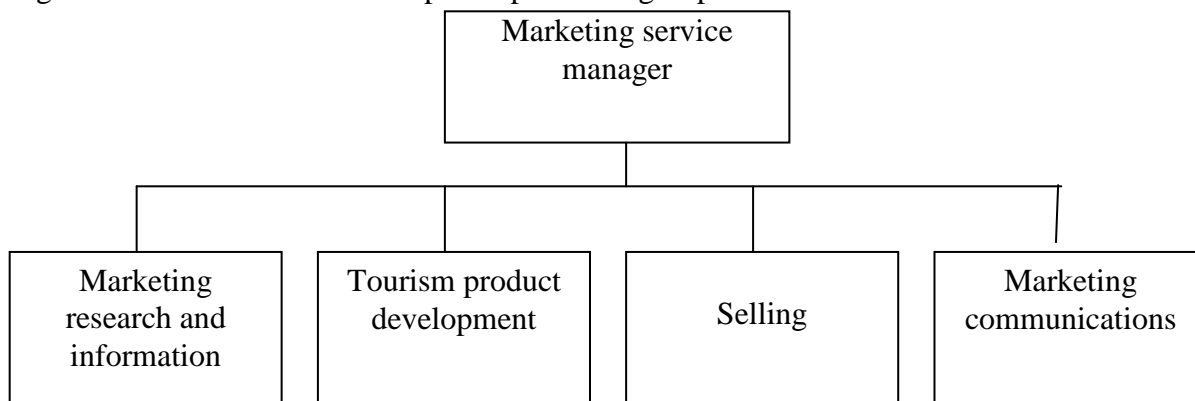 Marketing service
manager
Marketing
research and
information
Tourism product
development
Selling
Marketing
communications